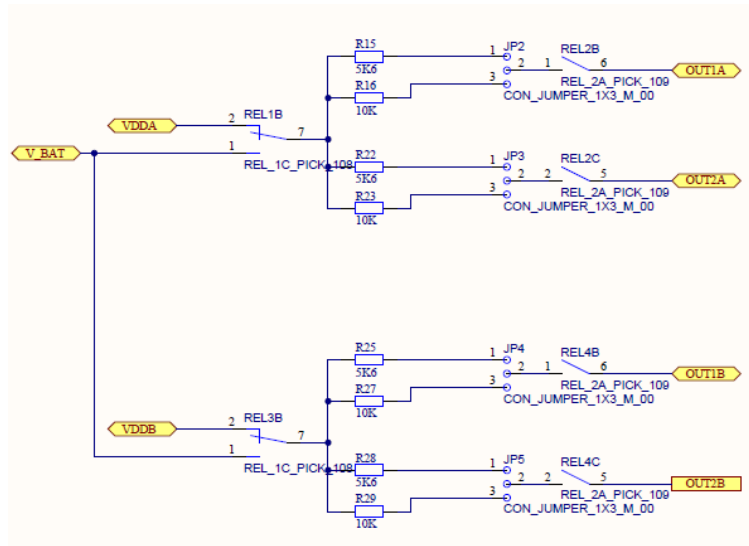 R15
5K6
1 JP2
2
3
CON_JUMPER_1X3_M_00
REL2B
1 6
REL_2A_PICK_109
OUT1A
R16
10K
VDDA
2 REL1B
7
1
REL_1C_PICK_108
V_BAT
R22
5K6
1 JP3
2
3
CON_JUMPER_1X3_M_00
REL2C
2 5
REL_2A_PICK_109
OUT2A
R23
10K
R25
5K6
1 JP4
2
3
CON_JUMPER_1X3_M_00
REL4B
1 6
REL_2A_PICK_109
OUT1B
R27
10K
VDDB
2 REL3B
7
1
REL_1C_PICK_108
R28
5K6
1 JP5
2
3
CON_JUMPER_1X3_M_00
REL4C
2 5
REL_2A_PICK_109
OUT2B
R29
10K